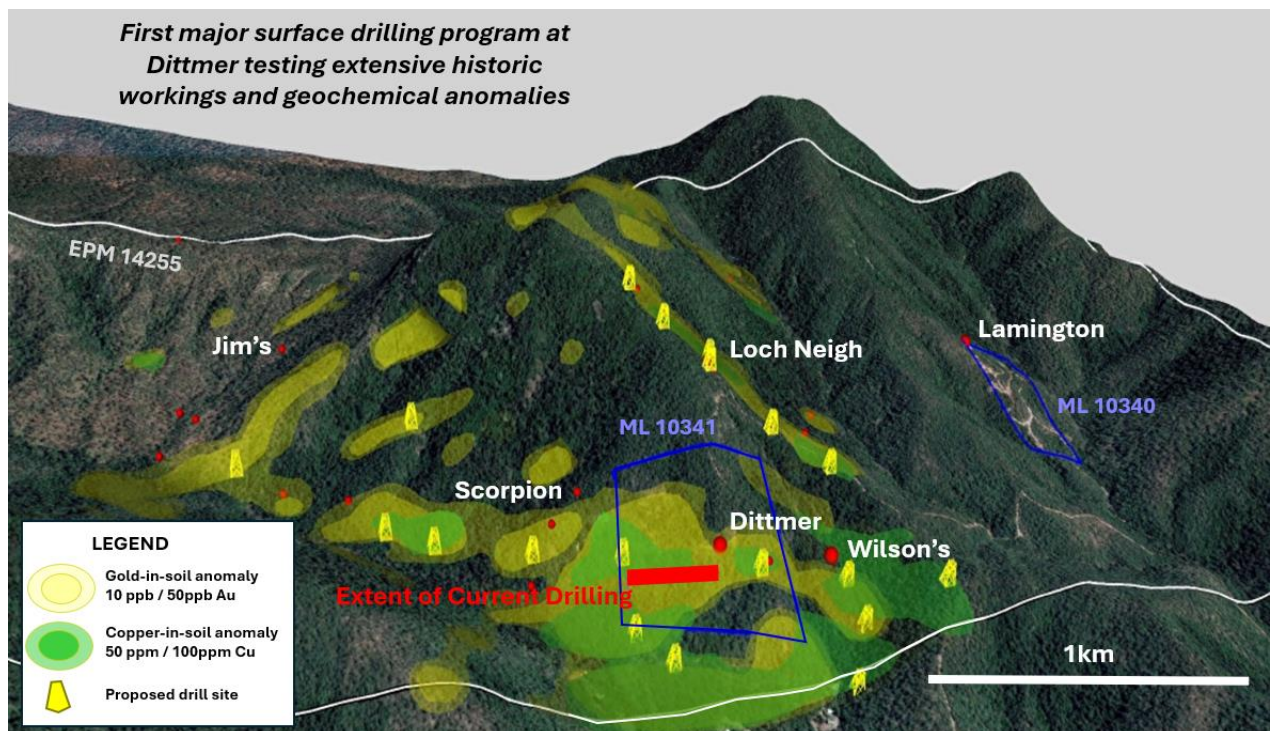 First major surface drilling program at
Dittmer testing extensive historic
workings and geochemical anomalies
EPM 14255
Jim's
Loch Neigh
Lamington
ML 10340
ML 10341
Scorpion
Dittmer
Wilson's
Extent of Current Drilling
1km
LEGEND
Gold-in-soil anomaly
10 ppb / 50ppb Au
Copper-in-soil anomaly
50 ppm / 100ppm Cu
Proposed drill site